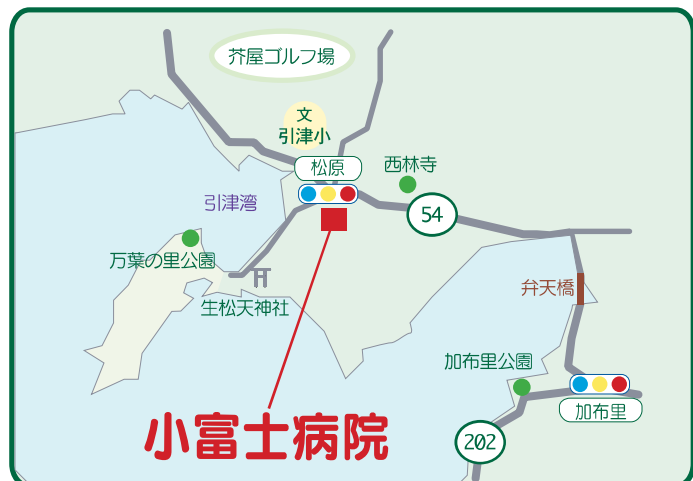 芥屋ゴルフ場
文
引津小
松原
西林寺
引津湾
54
万葉の里公園
生松天神社
弁天橋
加布里公園
加布里
小富士病院
202